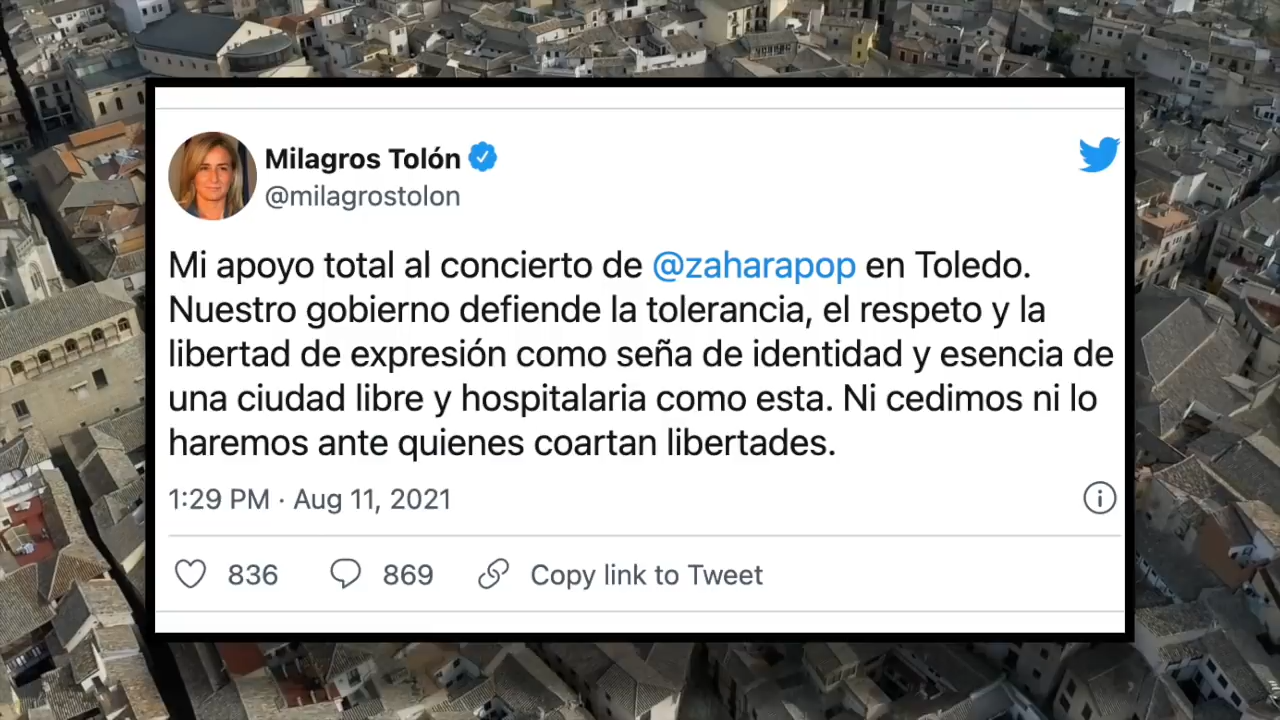 Milagros Tolón
@milagrostolon
Mi apoyo total al concierto de @zaharapop en Toledo.
Nuestro gobierno defiende la tolerancia, el respeto y la
libertad de expresión como seña de identidad y esencia de
una ciudad libre y hospitalaria como esta. Ni cedimos ni lo
haremos ante quienes coartan libertades.
1:29 PM · Aug 11, 2021
836 869 Copy link to Tweet